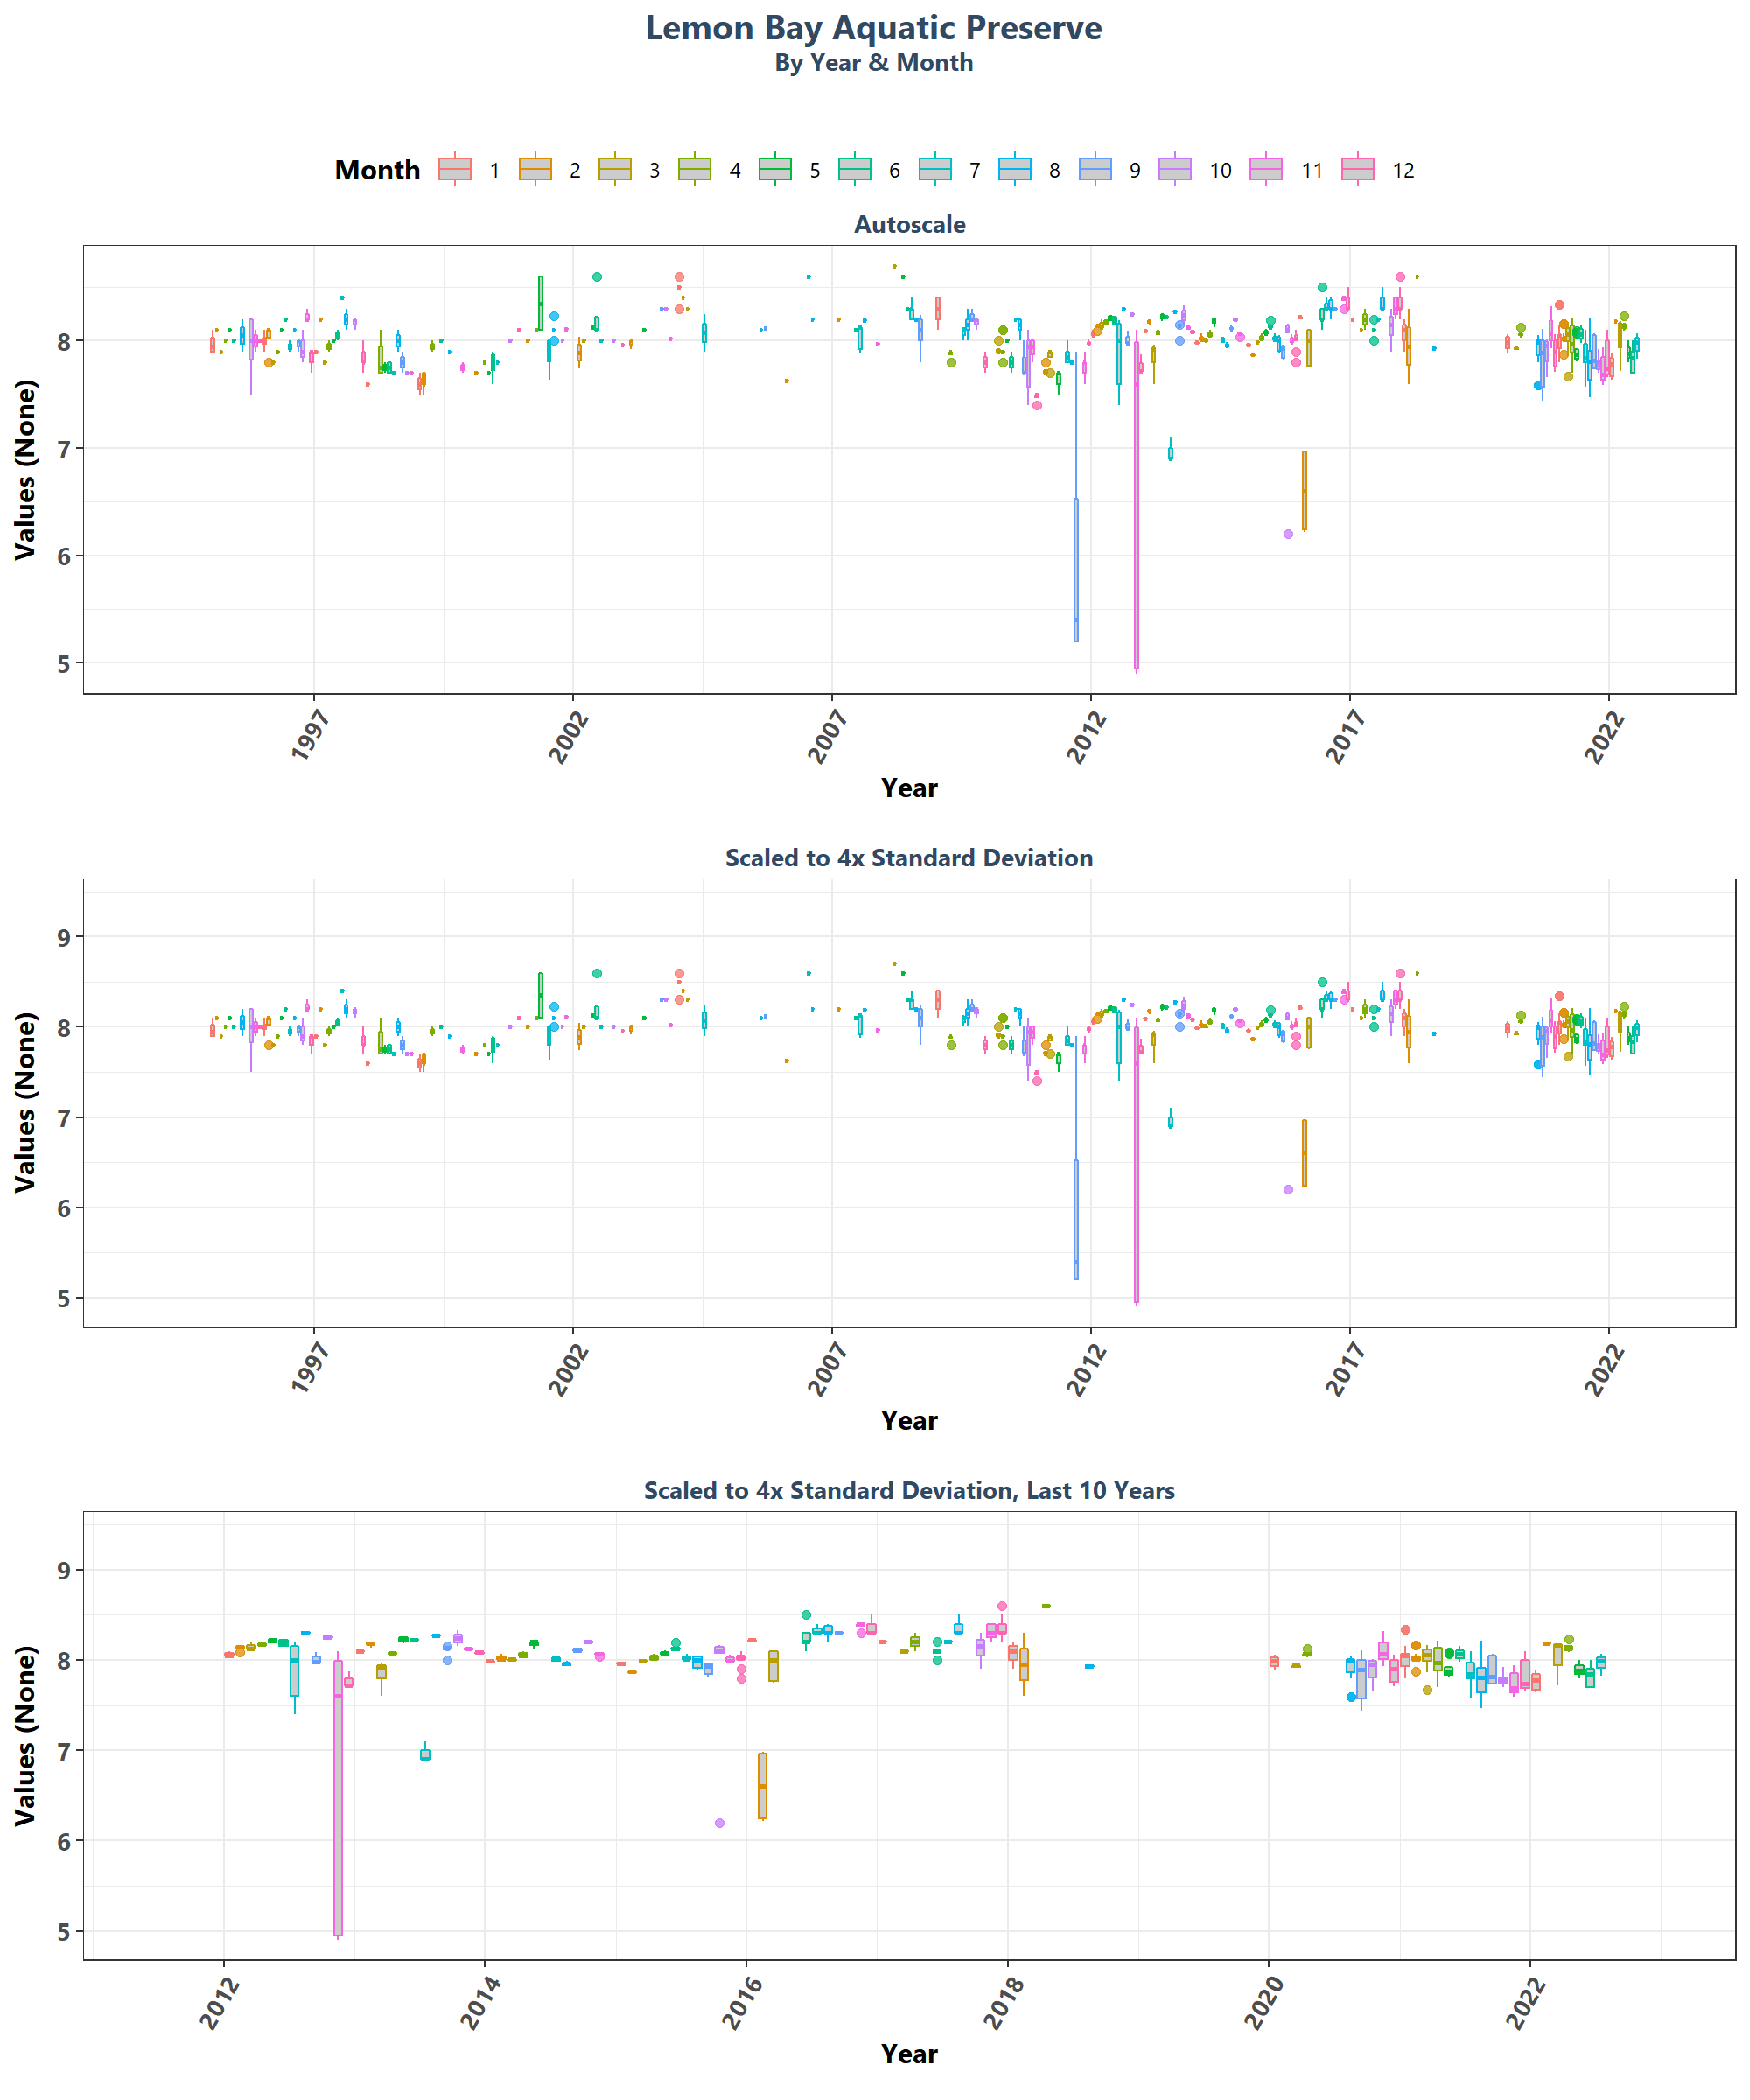 Lemon Bay Aquatic Preserve
By Year & Month
Month 1 2 3 4 5 6 7 8 9 10 11 12
Autoscale
Values (None)
8
7
6
5
1997 2002 2007 2012 2017 2022
Year
Scaled to 4x Standard Deviation
Values (None)
9
8
7
6
5
1997 2002 2007 2012 2017 2022
Year
Scaled to 4x Standard Deviation, Last 10 Years
Values (None)
9
8
7
6
5
2012 2014 2016 2018 2020 2022
Year